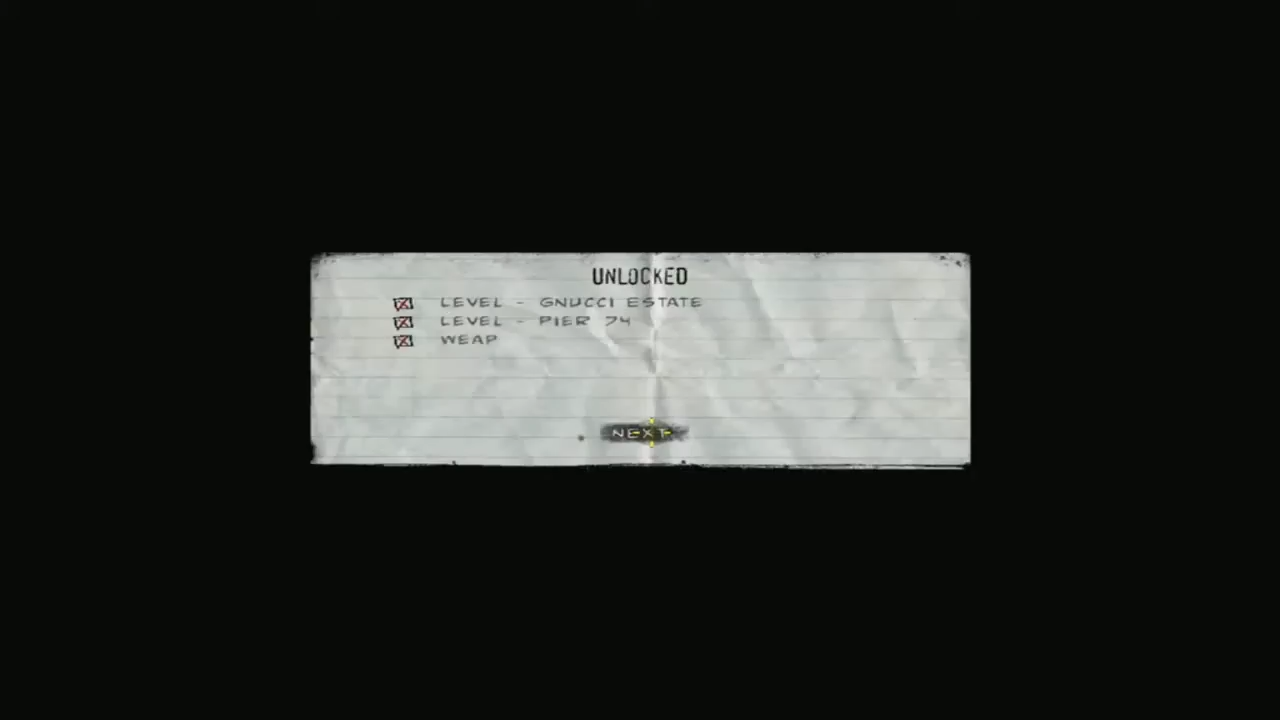 UNLOCKED
LEVEL - GNUCCI ESTATE
LEVEL - PIER 74
WEAP
NEXT